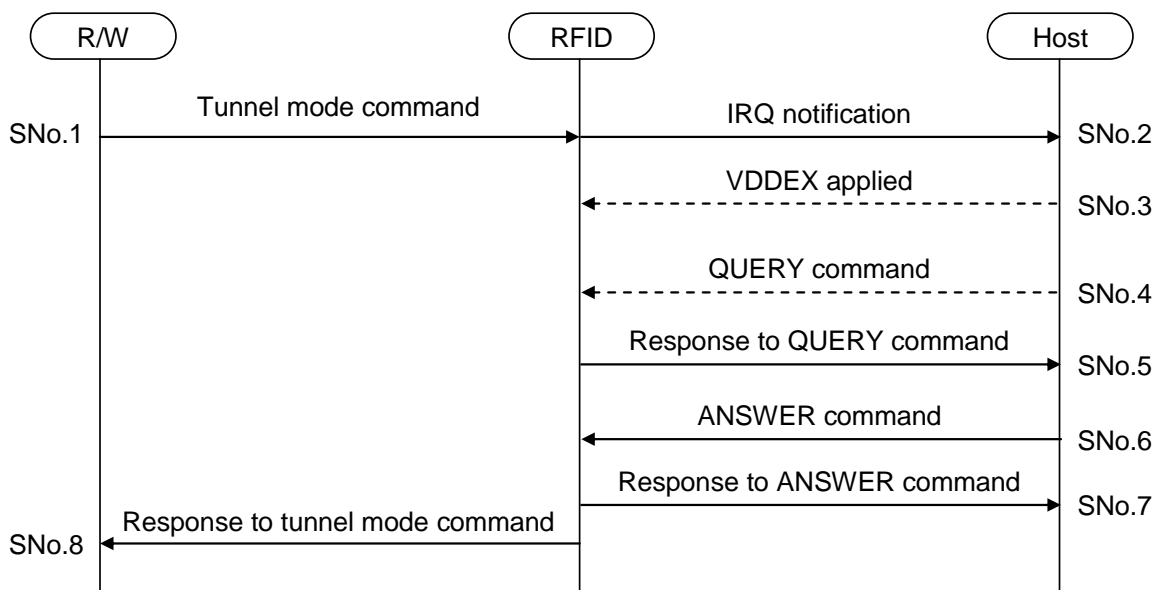 R/W
RFID
Host
Tunnel mode command
IRQ notification
SNo.1
SNo.2
VDDEX applied
SNo.3
QUERY command
SNo.4
Response to QUERY command
SNo.5
ANSWER command
SNo.6
Response to ANSWER command
SNo.7
Response to tunnel mode command
SNo.8